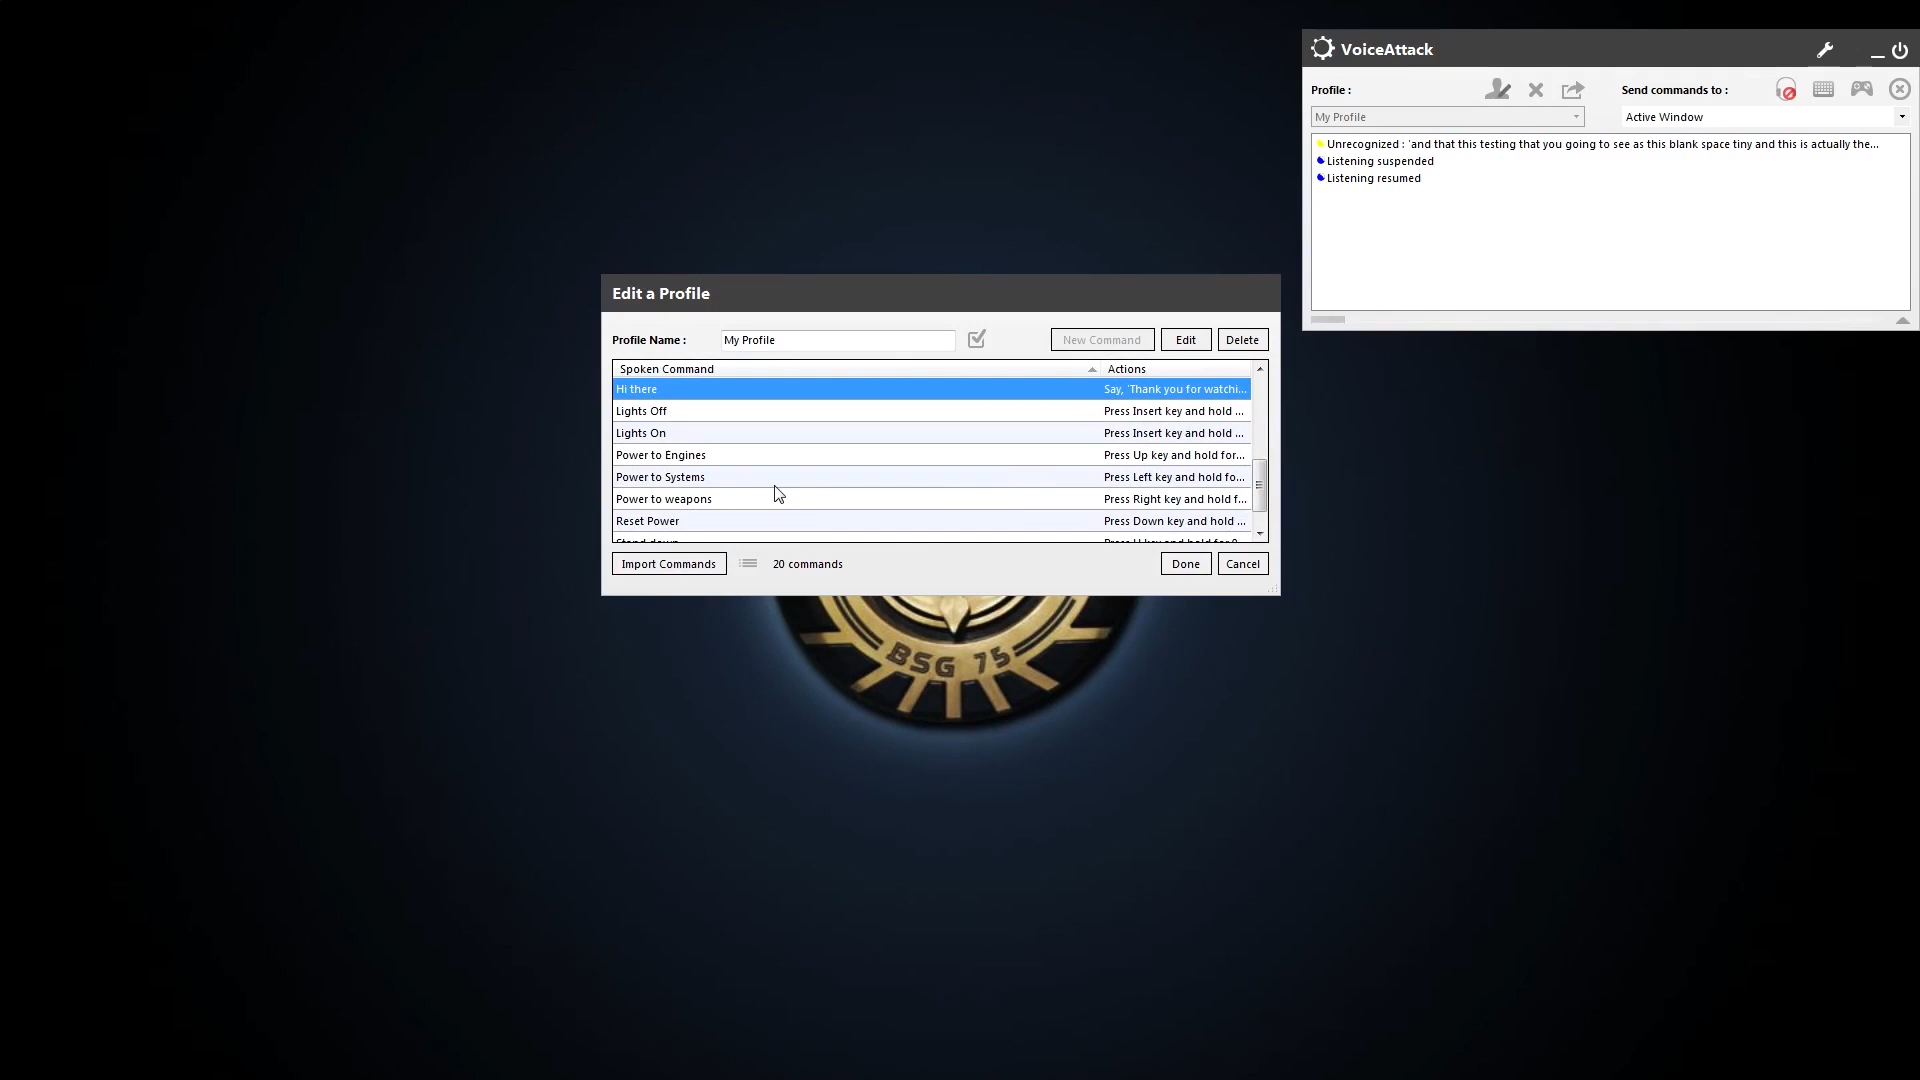 VoiceAttack
Profile :
Send commands to :
My Profile
Active Window
Unrecognized : 'and that this testing that you going to see as this blank space tiny and this is actually the...
Listening suspended
Listening resumed
Edit a Profile
Profile Name :
My Profile
New Command
Edit
Delete
Spoken Command
Actions
Hi there
Say, 'Thank you for watchi...
Lights Off
Press Insert key and hold ...
Lights On
Press Insert key and hold ...
Power to Engines
Press Up key and hold for...
Power to Systems
Press Left key and hold fo...
Power to weapons
Press Right key and hold f...
Reset Power
Press Down key and hold ...
Stand down
Import Commands
20 commands
Done
Cancel
BSG 75